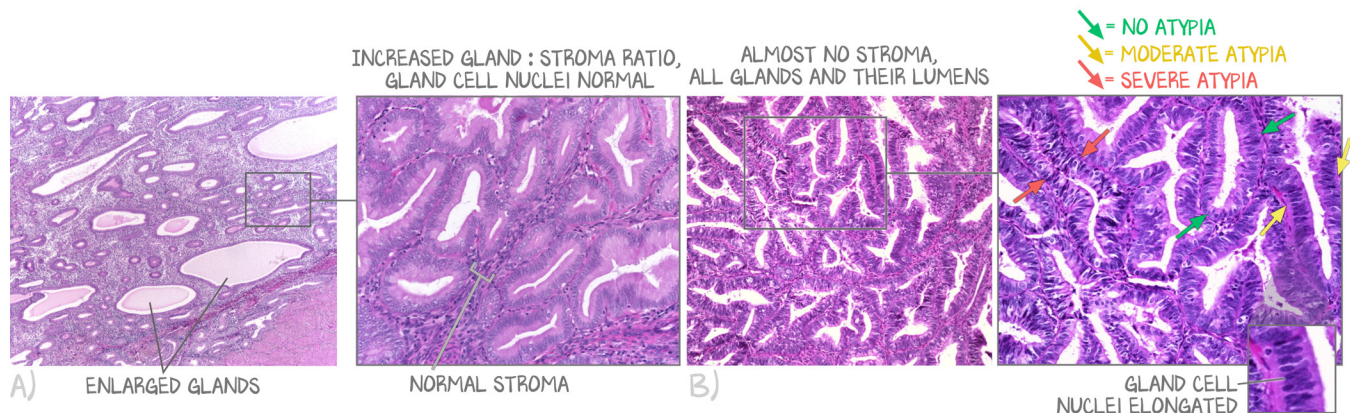 INCREASED GLAND : STROMA RATIO,
GLAND CELL NUCLEI NORMAL
ALMOST NO STROMA,
ALL GLANDS AND THEIR LUMENS
= NO ATYPIA
= MODERATE ATYPIA
= SEVERE ATYPIA
A)
ENLARGED GLANDS
NORMAL STROMA
B)
GLAND CELL
NUCLEI ELONGATED